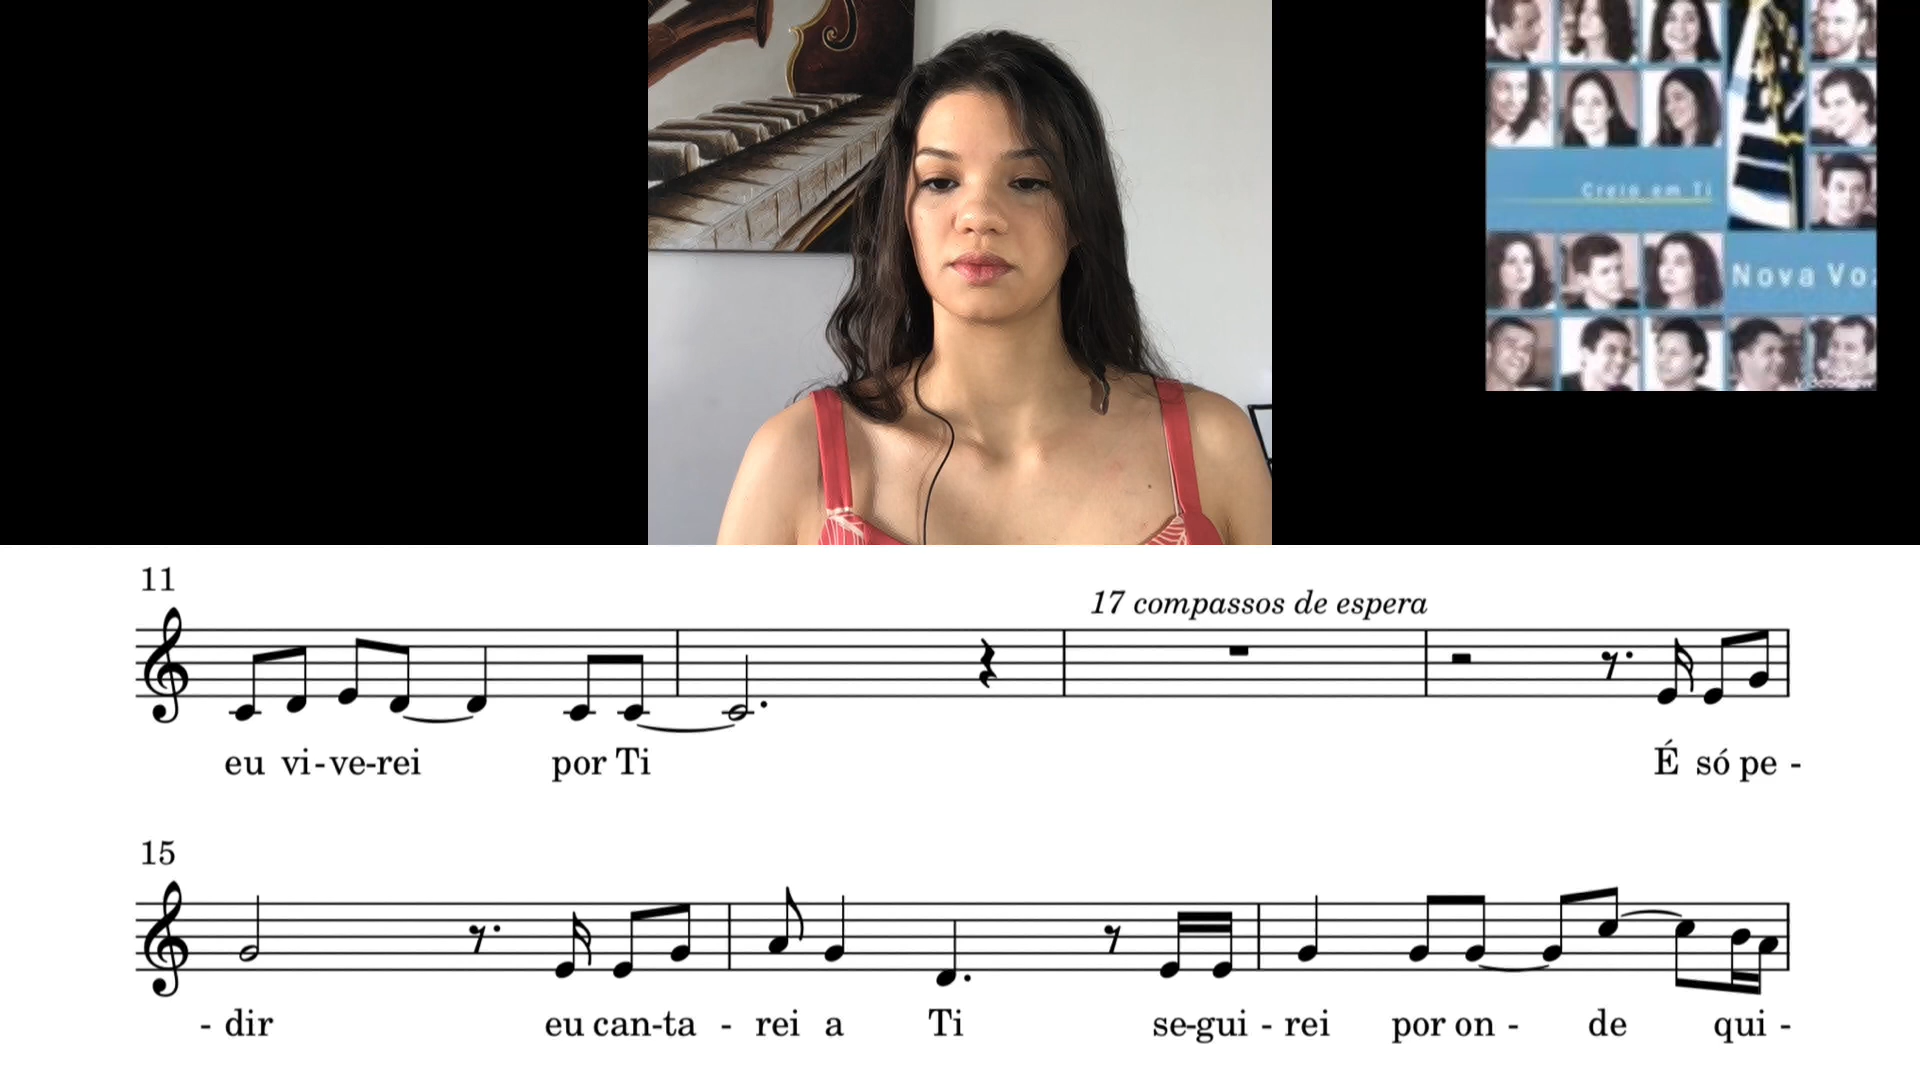 Creio em Ti
Nova Voz
11
17 compassos de espera
eu vi-ve-rei por Ti É só pe -
15
- dir eu can-ta - rei a Ti se-gui - rei por on - de qui -